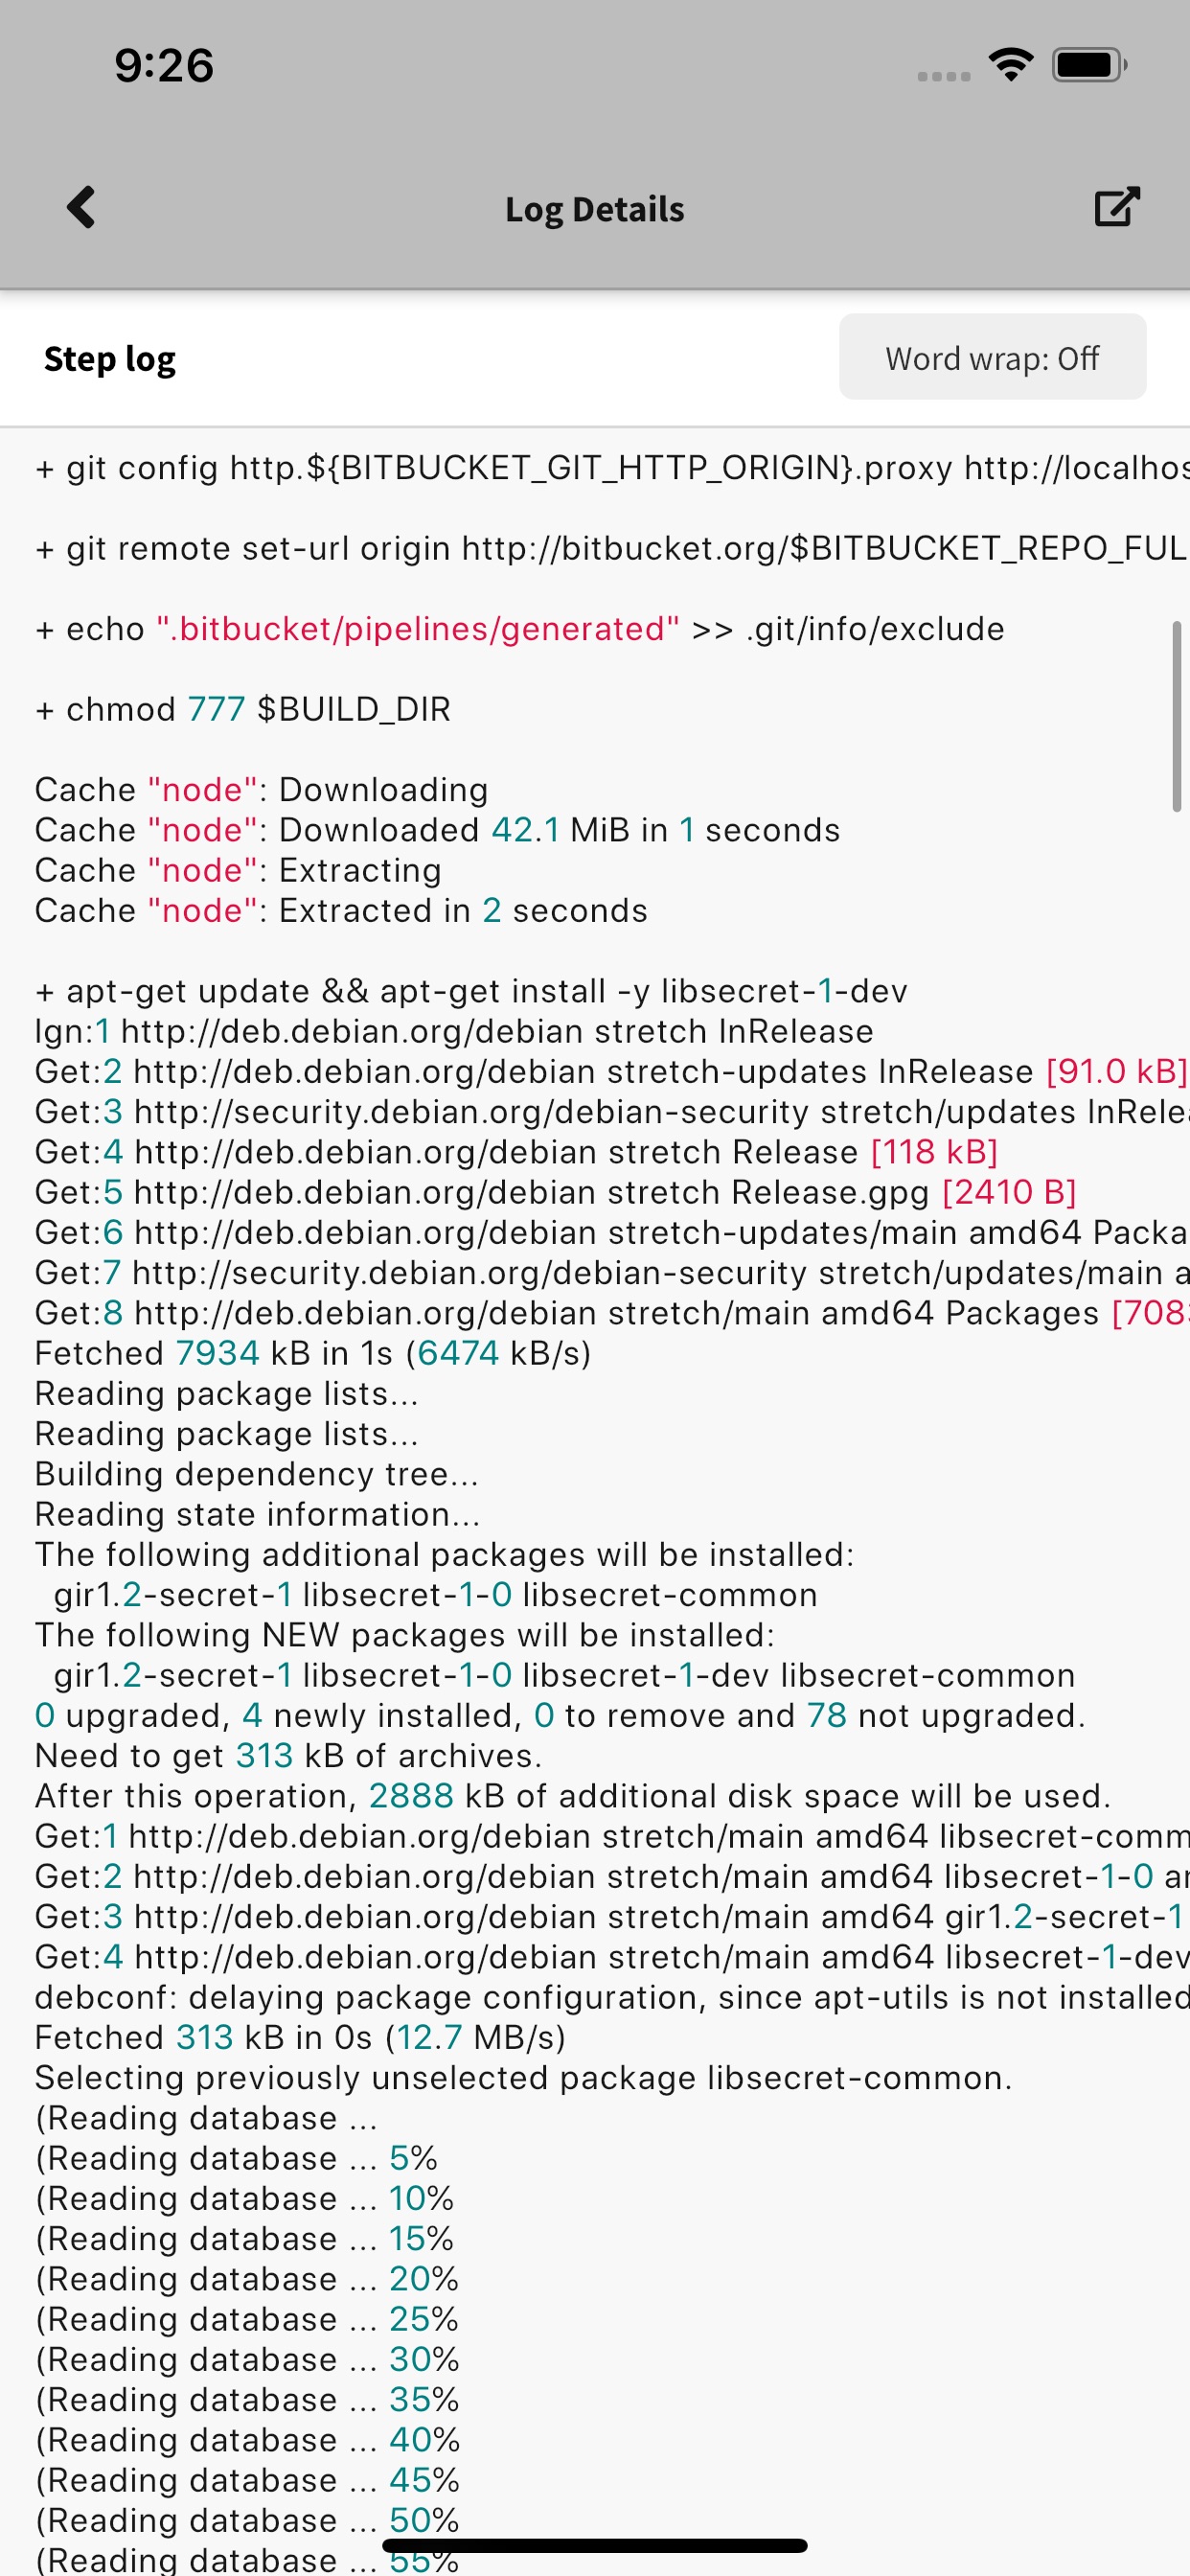 9:26
Log Details
Step log
Word wrap: Off
+ git config http.${BITBUCKET_GIT_HTTP_ORIGIN}.proxy http://localhos
+ git remote set-url origin http://bitbucket.org/$BITBUCKET_REPO_FUL
+ echo ".bitbucket/pipelines/generated" >> .git/info/exclude
+ chmod 777 $BUILD_DIR
Cache "node": Downloading
Cache "node": Downloaded 42.1 MiB in 1 seconds
Cache "node": Extracting
Cache "node": Extracted in 2 seconds
+ apt-get update && apt-get install -y libsecret-1-dev
Ign:1 http://deb.debian.org/debian stretch InRelease
Get:2 http://deb.debian.org/debian stretch-updates InRelease [91.0 kB]
Get:3 http://security.debian.org/debian-security stretch/updates InRelea
Get:4 http://deb.debian.org/debian stretch Release [118 kB]
Get:5 http://deb.debian.org/debian stretch Release.gpg [2410 B]
Get:6 http://deb.debian.org/debian stretch-updates/main amd64 Packa
Get:7 http://security.debian.org/debian-security stretch/updates/main a
Get:8 http://deb.debian.org/debian stretch/main amd64 Packages [708
Fetched 7934 kB in 1s (6474 kB/s)
Reading package lists...
Reading package lists...
Building dependency tree...
Reading state information...
The following additional packages will be installed:
gir1.2-secret-1 libsecret-1-0 libsecret-common
The following NEW packages will be installed:
gir1.2-secret-1 libsecret-1-0 libsecret-1-dev libsecret-common
0 upgraded, 4 newly installed, 0 to remove and 78 not upgraded.
Need to get 313 kB of archives.
After this operation, 2888 kB of additional disk space will be used.
Get:1 http://deb.debian.org/debian stretch/main amd64 libsecret-comm
Get:2 http://deb.debian.org/debian stretch/main amd64 libsecret-1-0 a
Get:3 http://deb.debian.org/debian stretch/main amd64 gir1.2-secret-1
Get:4 http://deb.debian.org/debian stretch/main amd64 libsecret-1-dev
debconf: delaying package configuration, since apt-utils is not installed
Fetched 313 kB in 0s (12.7 MB/s)
Selecting previously unselected package libsecret-common.
(Reading database ...
(Reading database ... 5%
(Reading database ... 10%
(Reading database ... 15%
(Reading database ... 20%
(Reading database ... 25%
(Reading database ... 30%
(Reading database ... 35%
(Reading database ... 40%
(Reading database ... 45%
(Reading database ... 50%
(Reading database ... 55%